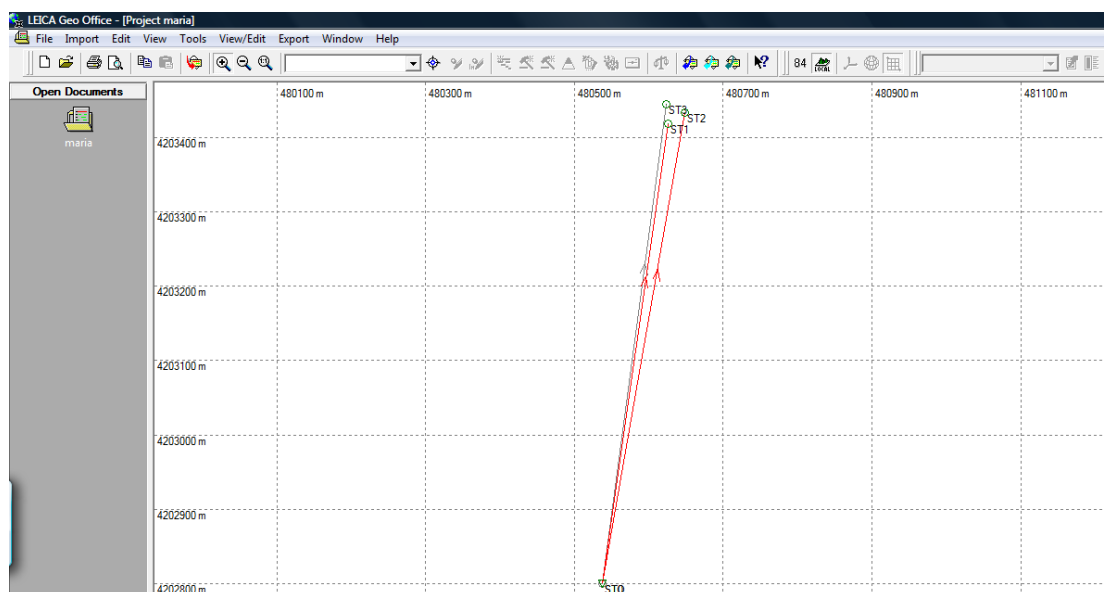 LEICA Geo Office - [Project maria]
File Import Edit View Tools View/Edit Export Window Help
84 LOCAL
Open Documents
maria
480100 m 480300 m 480500 m 480700 m 480900 m 481100 m
ST3
ST2
ST1
4203400 m
4203300 m
4203200 m
4203100 m
4203000 m
4202900 m
4202800 m
ST0